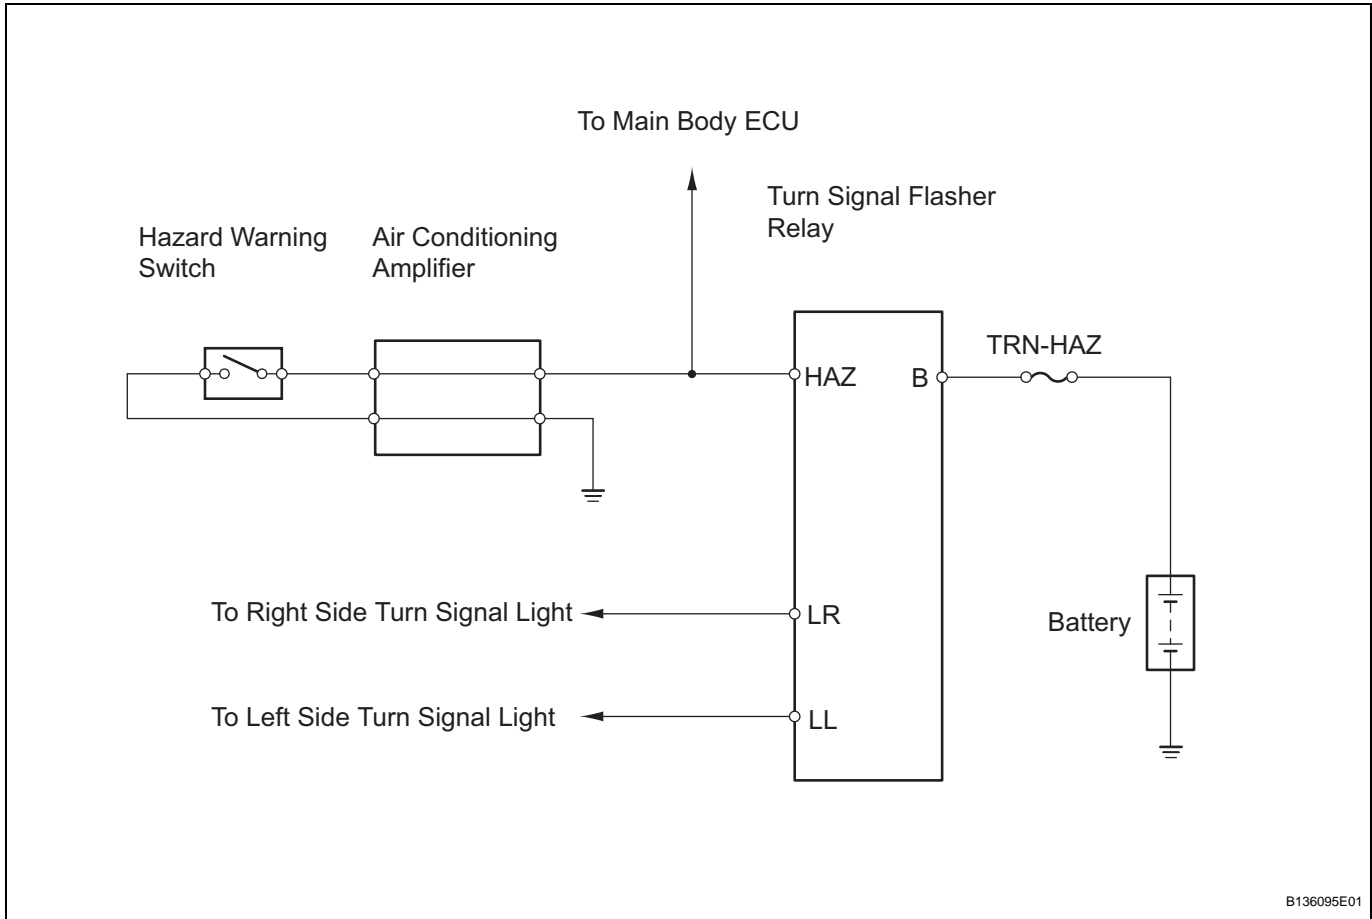 To Main Body ECU
Turn Signal Flasher
Relay
Hazard Warning
Switch
Air Conditioning
Amplifier
TRN-HAZ
HAZ
B
To Right Side Turn Signal Light
LR
Battery
To Left Side Turn Signal Light
LL
B136095E01